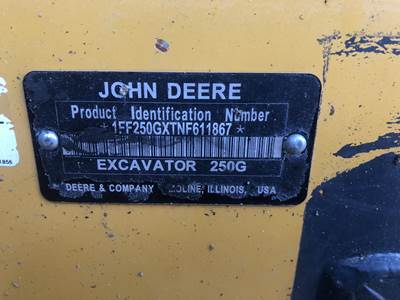 JOHN DEERE
Product Identification Number
*1FF250GXTNF611867*
EXCAVATOR 250G
DEERE & COMPANY MOLINE, ILLINOIS, USA